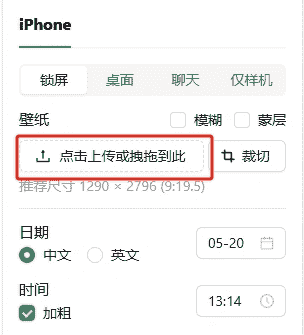 iPhone
锁屏 桌面 聊天 仅样机
壁纸 模糊 蒙层
点击上传或拽拖到此 裁切
推荐尺寸 1290 × 2796 (9:19.5)
日期
中文 英文 05-20
时间
加粗 13:14